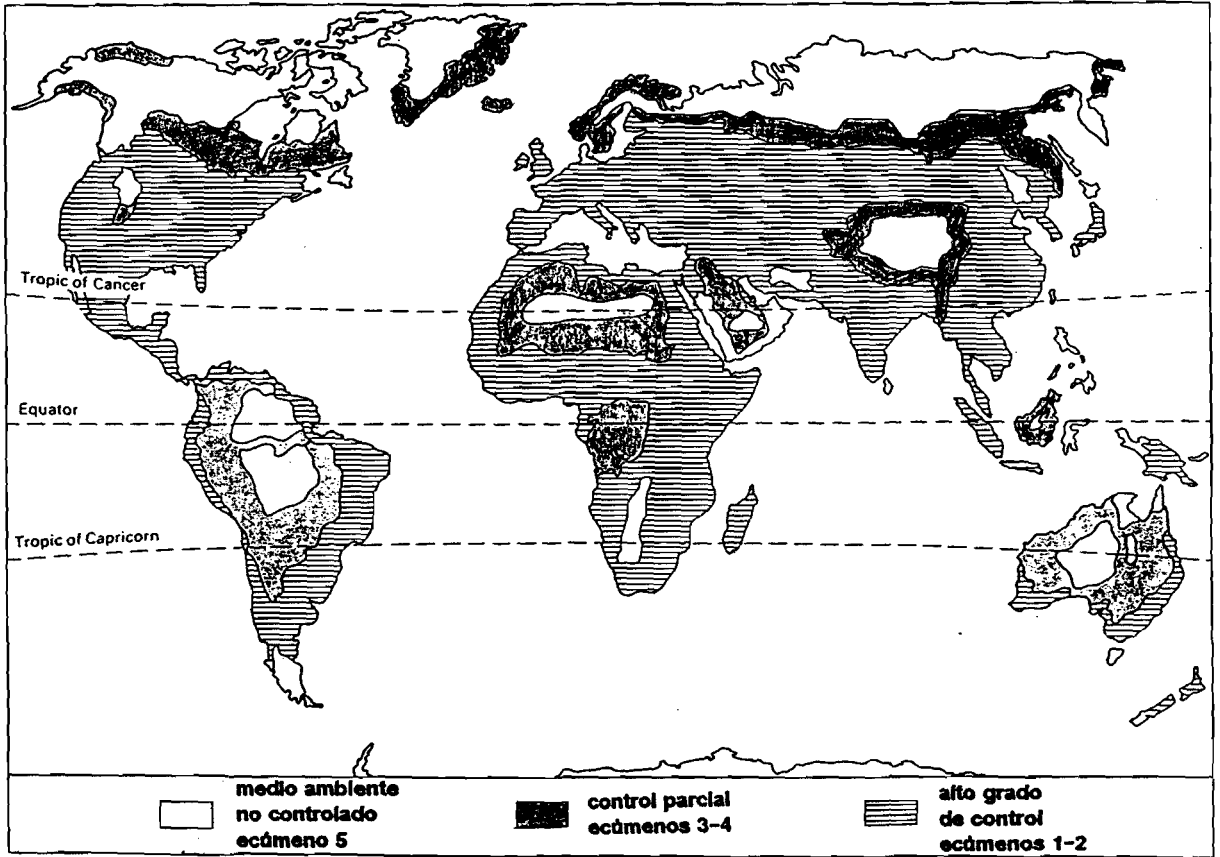 Tropic of Cancer
Equator
Tropic of Capricorn
medio ambiente
no controlado
ecúmeno 5
control parcial
ecúmenos 3-4
alto grado
de control
ecúmenos 1-2